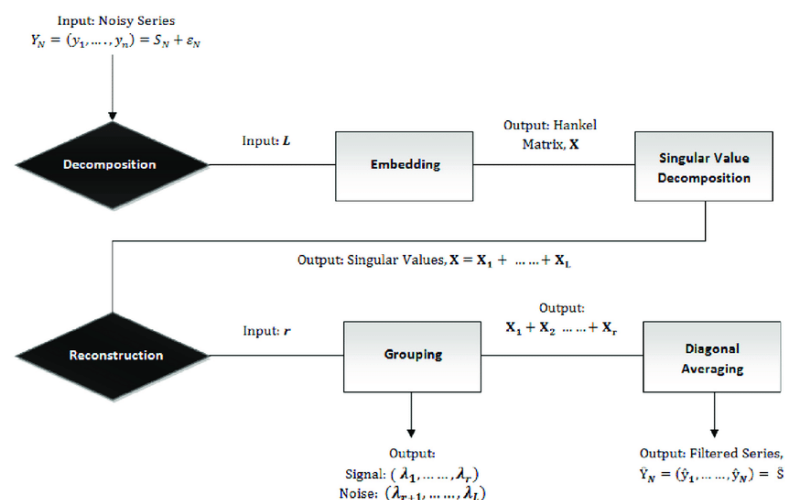 Input: Noisy Series
Y_N = (y_1, …., y_n) = S_N + ε_N
Decomposition
Input: L
Embedding
Output: Hankel
Matrix, X
Singular Value
Decomposition
Output: Singular Values, X = X_1 + …… + X_L
Reconstruction
Input: r
Grouping
Output:
X_1 + X_2 …… + X_r
Diagonal
Averaging
Output:
Signal: (λ_1, ……, λ_r)
Noise: (λ_{r+1}, ……, λ_L)
Output: Filtered Series,
Ŷ_N = (ŷ_1, ……, ŷ_N) = Ŝ